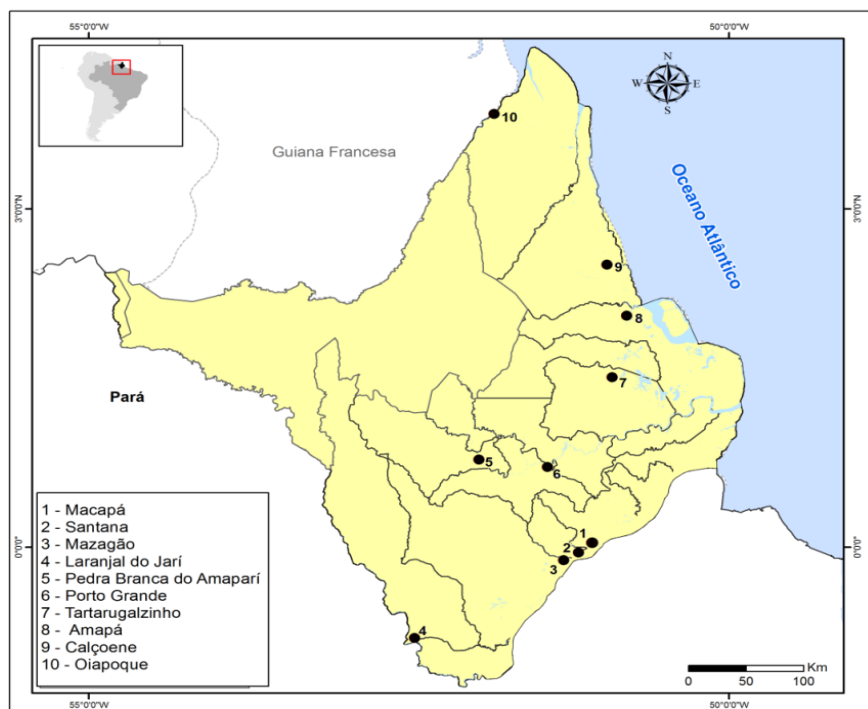 55°0'0"W
50°0'0"W
N
W
E
S
10
Guiana Francesa
Oceano Atlântico
3°0'0"N
3°0'0"N
9
8
7
Pará
5
6
1 - Macapá
2 - Santana
3 - Mazagão
4 - Laranjal do Jarí
5 - Pedra Branca do Amaparí
6 - Porto Grande
7 - Tartarugalzinho
8 - Amapá
9 - Calçoene
10 - Oiapoque
1
2
3
0°0'0"
0°0'0"
4
Km
0 50 100
55°0'0"W
50°0'0"W